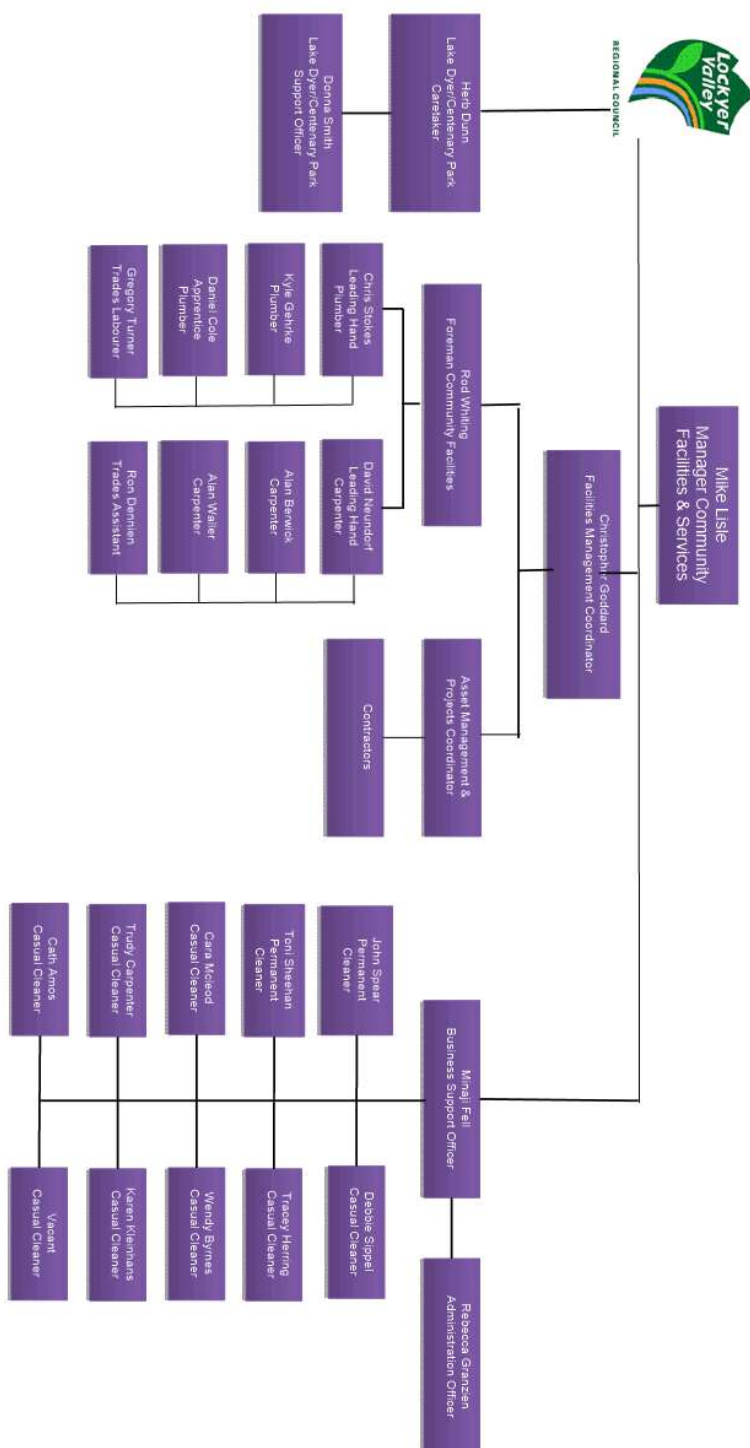 Lockyer
Valley
REGIONAL COUNCIL
Mike Lisle
Manager Community
Facilities & Services
Herb Dunn
Lake Dyer/Centenary Park
Caretaker
Donna Smith
Lake Dyer/Centenary Park
Support Officer
Christopher Goddard
Facilities Management Coordinator
Rod Whiting
Foreman Community Facilities
Chris Stokes
Leading Hand
Plumber
Kyle Gehrke
Plumber
Daniel Cole
Apprentice
Plumber
Gregory Turner
Trades Labourer
David Neundorf
Leading Hand
Carpenter
Alan Berwick
Carpenter
Alan Waller
Carpenter
Ron Dennien
Trades Assistant
Asset Management &
Projects Coordinator
Contractors
Minaji Fell
Business Support Officer
Rebecca Granzien
Administration Officer
John Spear
Permanent
Cleaner
Debbie Sippel
Casual Cleaner
Toni Sheehan
Permanent
Cleaner
Tracey Herring
Casual Cleaner
Cara Mcleod
Casual Cleaner
Wendy Byrnes
Casual Cleaner
Trudy Carpenter
Casual Cleaner
Karen Kleinhans
Casual Cleaner
Cath Amos
Casual Cleaner
Vacant
Casual Cleaner